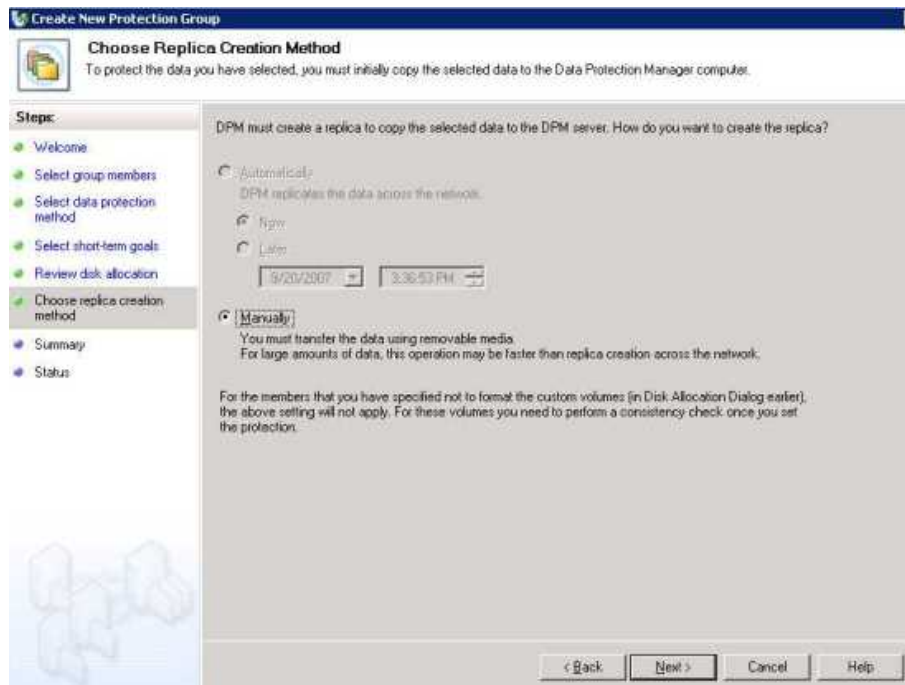 Create New Protection Group
Choose Replica Creation Method
To protect the data you have selected, you must initially copy the selected data to the Data Protection Manager computer.
Steps:
Welcome
Select group members
Select data protection
method
Select short-term goals
Review disk allocation
Choose replica creation
method
Summary
Status
DPM must create a replica to copy the selected data to the DPM server. How do you want to create the replica?
Automatically
DPM replicates the data across the network.
Now
Later
9/20/2007
3:36:53 PM
Manually
You must transfer the data using removable media.
For large amounts of data, this operation may be faster than replica creation across the network.
For the members that you have specified not to format the custom volumes (in Disk Allocation Dialog earlier),
the above setting will not apply. For these volumes you need to perform a consistency check once you set
the protection.
< Back
Next >
Cancel
Help